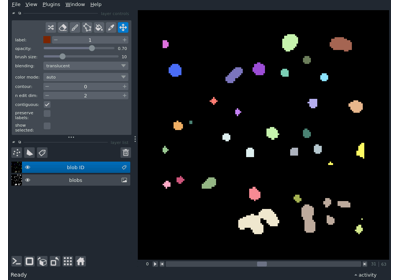 File View Plugins Window Help
label: 1
opacity: 0.70
brush size: 10
blending: translucent
color mode: auto
contour: 0
n edit dim: 2
contiguous:
preserve labels:
show selected:
blob ID
blobs
0
Ready
activity